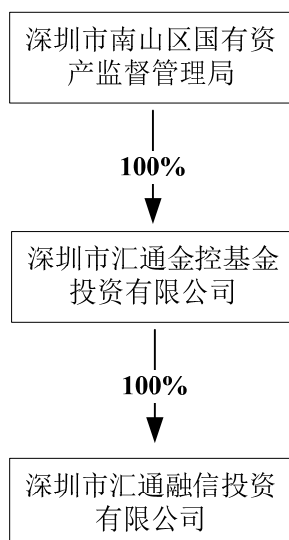 深圳市南山区国有资
产监督管理局
100%
深圳市汇通金控基金
投资有限公司
100%
深圳市汇通融信投资
有限公司